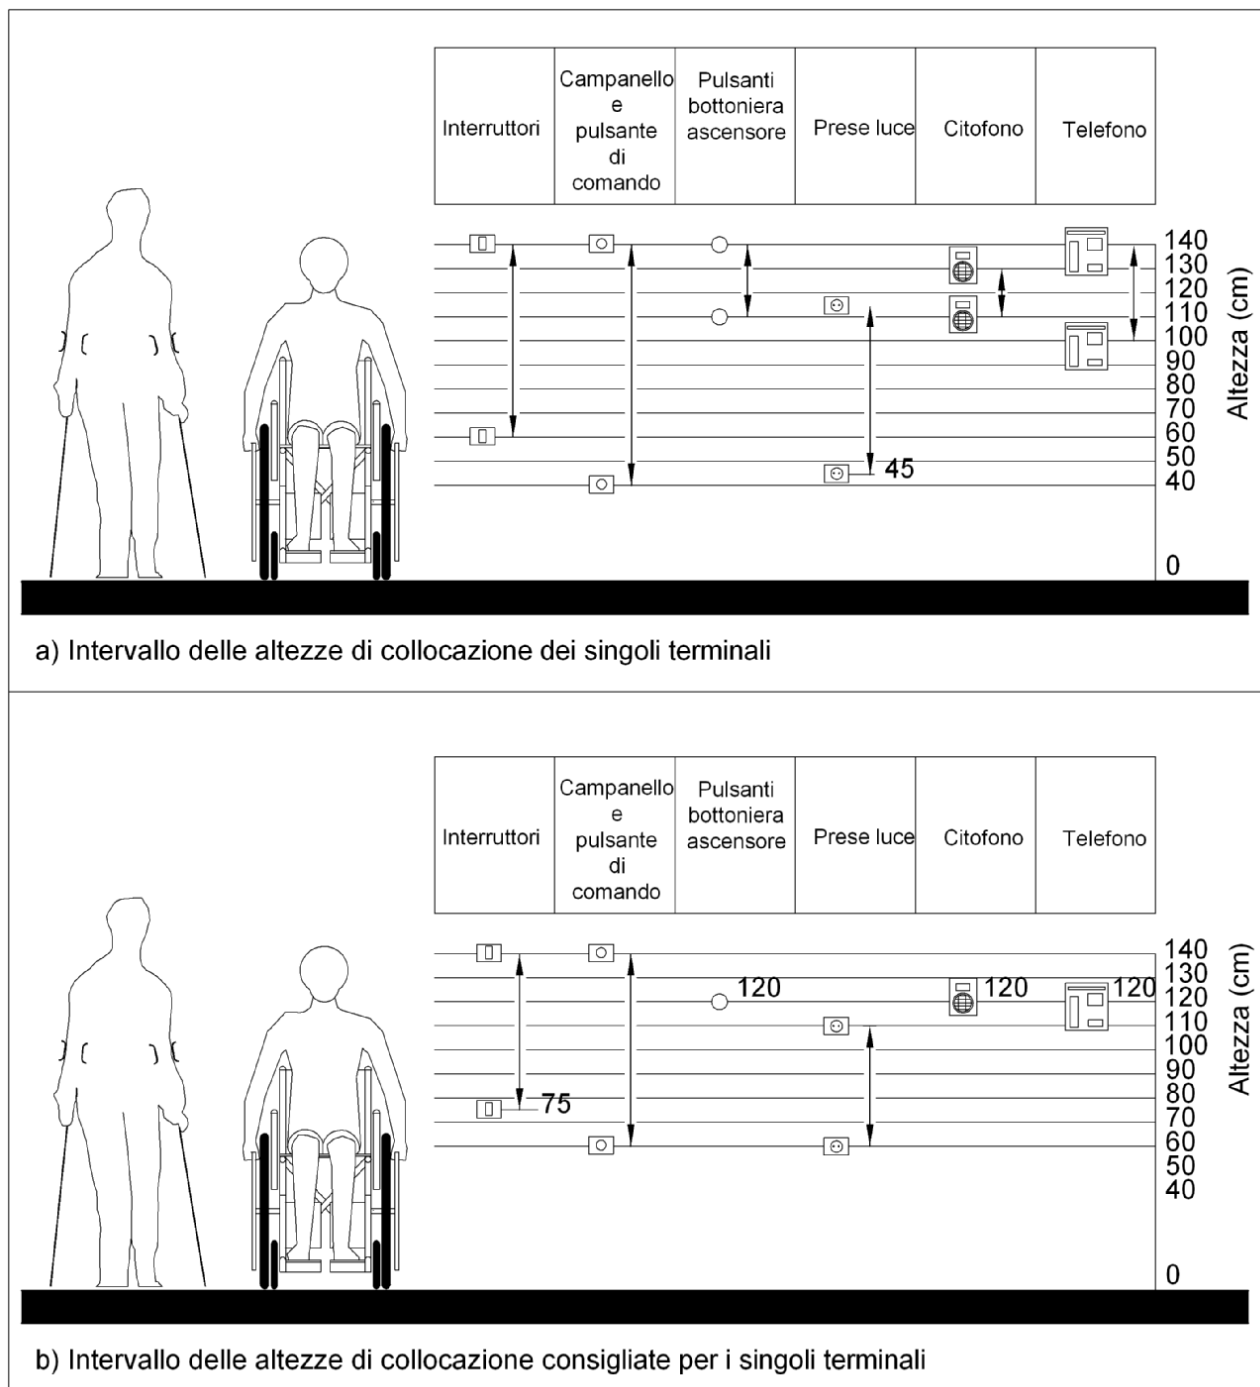 Interruttori
Campanello
e
pulsante
di
comando
Pulsanti
bottoniera
ascensore
Prese luce
Citofono
Telefono
140
130
120
110
100
90
80
70
60
50
40
0
45
Altezza (cm)
a) Intervallo delle altezze di collocazione dei singoli terminali
Interruttori
Campanello
e
pulsante
di
comando
Pulsanti
bottoniera
ascensore
Prese luce
Citofono
Telefono
120
120
120
75
140
130
120
110
100
90
80
70
60
50
40
0
Altezza (cm)
b) Intervallo delle altezze di collocazione consigliate per i singoli terminali